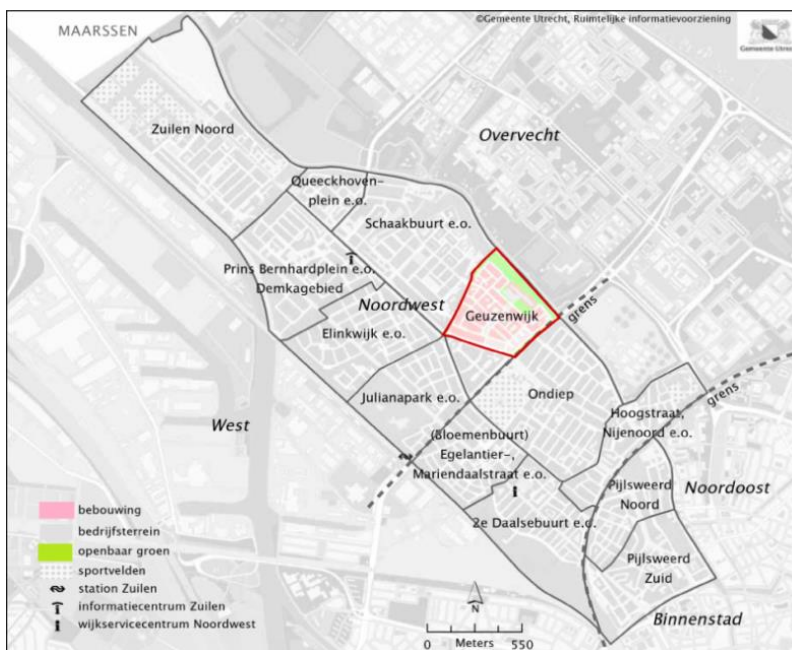 ©Gemeente Utrecht, Ruimtelijke informatievoorziening
MAARSSEN
Gemeente Utrecht
Zuilen Noord
Overvecht
Queeckhoven-
plein e.o.
Schaakbuurt e.o.
Prins Bernhardplein e.o.
Demkagebied
Noordwest
Geuzenwijk
grens
Elinkwijk e.o.
Julianapark e.o.
Ondiep
grens
Hoogstraat,
Nijenoord e.o.
West
(Bloemenbuurt)
Egelantier-,
Mariendaalstraat e.o.
Pijlsweerd
Noord
Noordoost
2e Daalsebuurt e.o.
Pijlsweerd
Zuid
Binnenstad
bebouwing
bedrijfsterrein
openbaar groen
sportvelden
station Zuilen
informatiecentrum Zuilen
wijkservicecentrum Noordwest
N
0 Meters 550